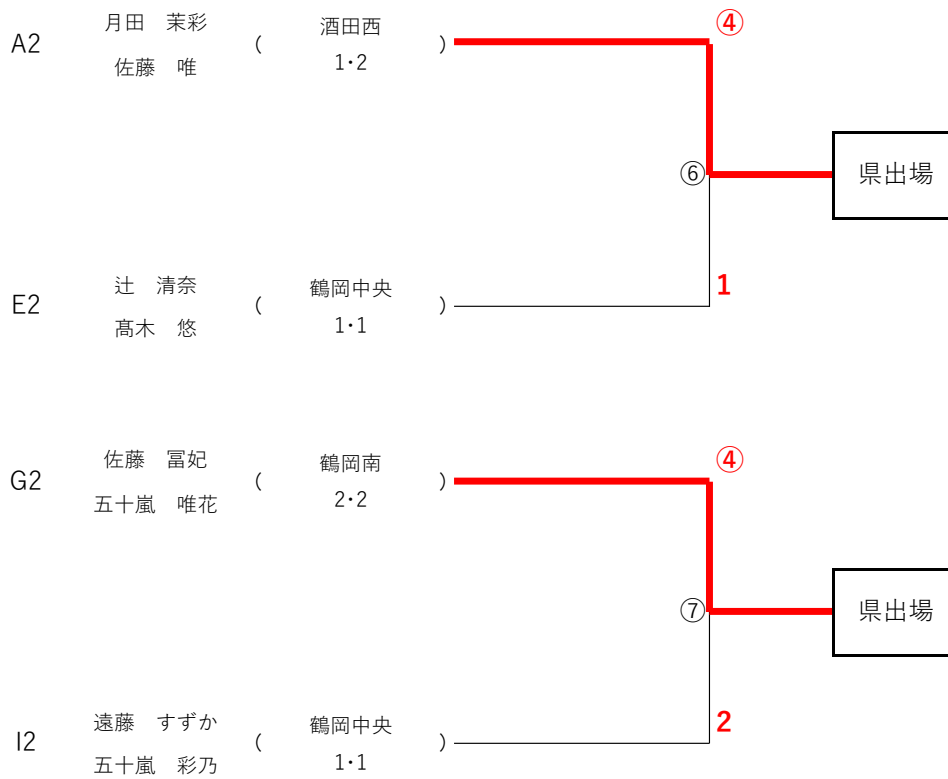 月田　茉彩
A2 ( 酒田西 ) ④
佐藤　唯 1・2
⑥ 県出場
辻　清奈 1
E2 ( 鶴岡中央 )
髙木　悠 1・1
佐藤　冨妃 ④
G2 ( 鶴岡南 )
五十嵐　唯花 2・2
⑦ 県出場
遠藤　すずか 2
I2 ( 鶴岡中央 )
五十嵐　彩乃 1・1